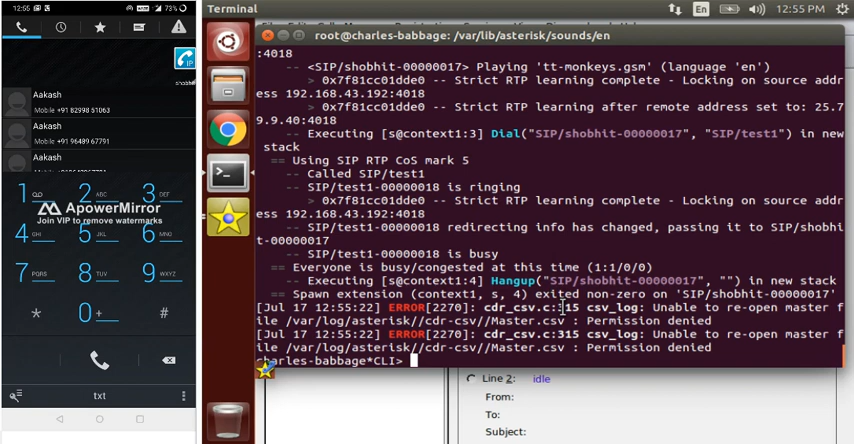 12:55
73%
shobhit
Aakash
Mobile +91 82998 51063
Aakash
Mobile +91 96489 67791
Aakash
1 2 ABC 3 DEF
ApowerMirror
Join VIP to remove watermarks
4 GHI 5 JKL 6 MNO
7 PQRS 8 TUV 9 WXYZ
* 0 + #
txt
Terminal
En
12:55 PM
root@charles-babbage: /var/lib/asterisk/sounds/en
:4018
-- <SIP/shobhit-00000017> Playing 'tt-monkeys.gsm' (language 'en')
> 0x7f81cc01dde0 -- Strict RTP learning complete - Locking on source addr
ess 192.168.43.192:4018
> 0x7f81cc01dde0 -- Strict RTP learning after remote address set to: 25.7
9.9.40:4018
-- Executing [s@context1:3] Dial("SIP/shobhit-00000017", "SIP/test1") in new
stack
== Using SIP RTP CoS mark 5
-- Called SIP/test1
-- SIP/test1-00000018 is ringing
> 0x7f81cc01dde0 -- Strict RTP learning complete - Locking on source addr
ess 192.168.43.192:4018
-- SIP/test1-00000018 redirecting info has changed, passing it to SIP/shobhi
t-00000017
-- SIP/test1-00000018 is busy
== Everyone is busy/congested at this time (1:1/0/0)
-- Executing [s@context1:4] Hangup("SIP/shobhit-00000017", "") in new stack
== Spawn extension (context1, s, 4) exited non-zero on 'SIP/shobhit-00000017'
[Jul 17 12:55:22] ERROR[2270]: cdr_csv.c:315 csv_log: Unable to re-open master f
ile /var/log/asterisk//cdr-csv//Master.csv : Permission denied
[Jul 17 12:55:22] ERROR[2270]: cdr_csv.c:315 csv_log: Unable to re-open master f
ile /var/log/asterisk//cdr-csv//Master.csv : Permission denied
charles-babbage*CLI>
Line 2: idle
From:
To:
Subject: